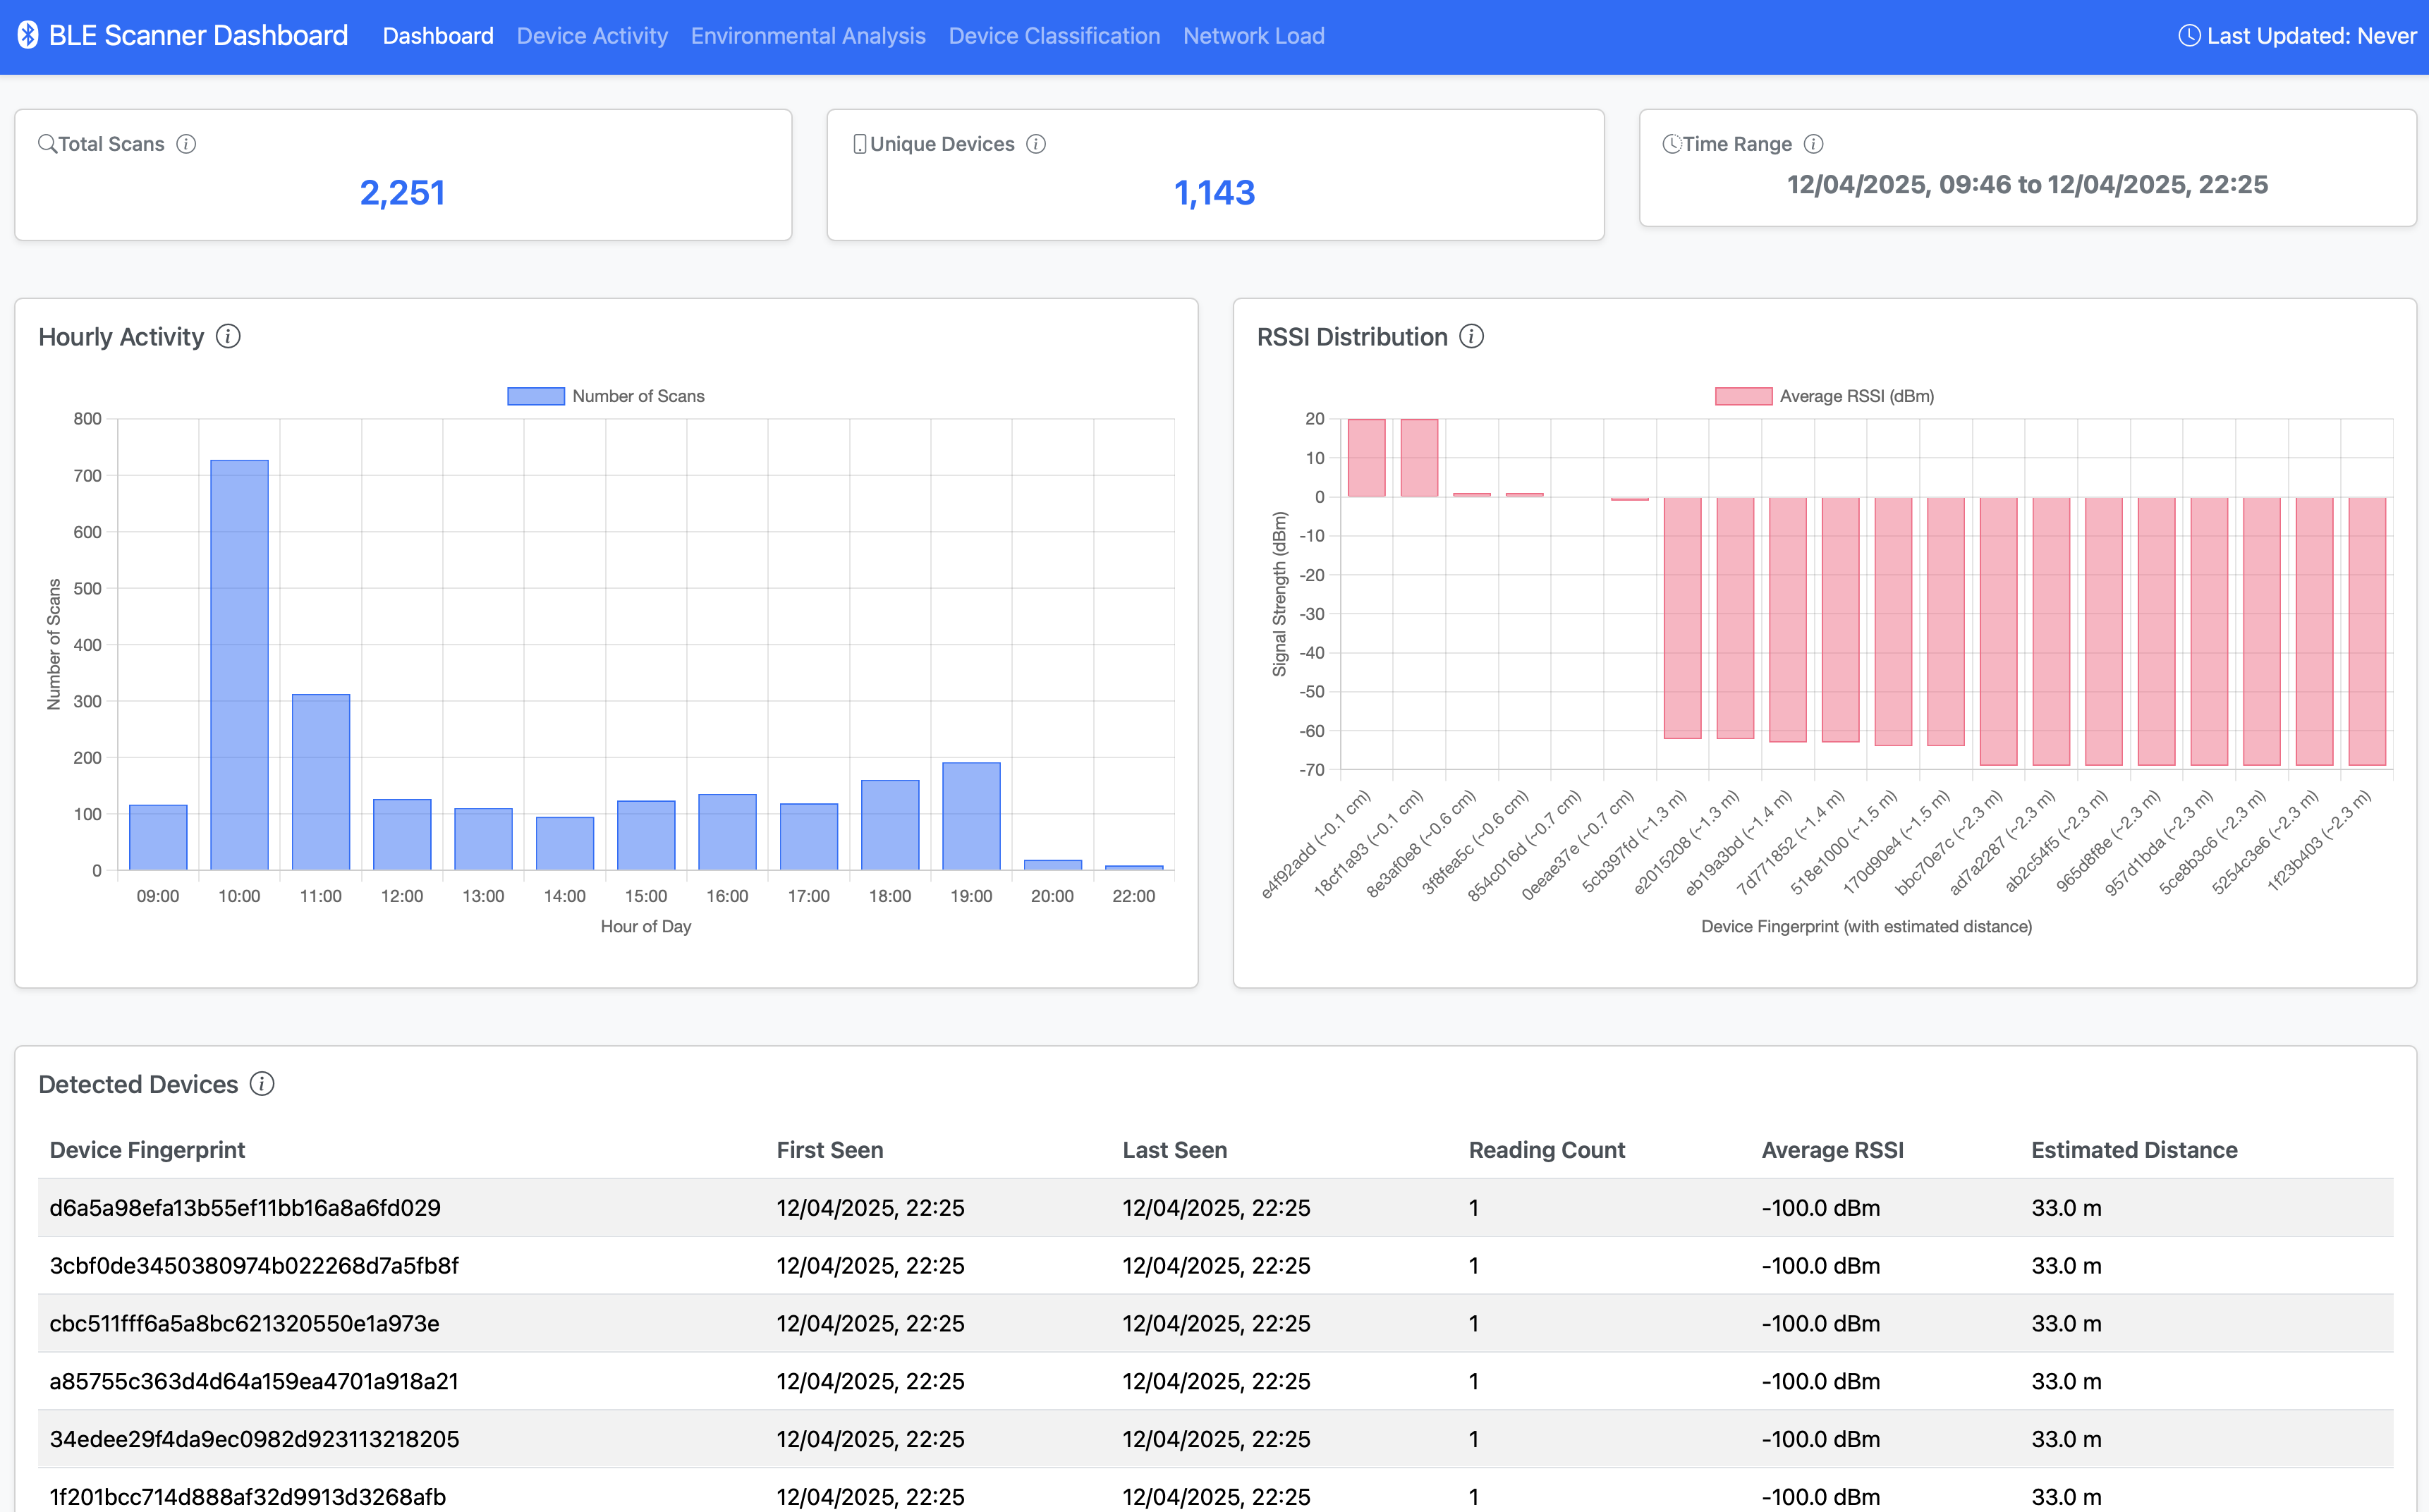 BLE Scanner Dashboard Dashboard Device Activity Environmental Analysis Device Classification Network Load Last Updated: Never
Total Scans
2,251
Unique Devices
1,143
Time Range
12/04/2025, 09:46 to 12/04/2025, 22:25
Hourly Activity
Number of Scans
800
700
600
500
400
300
200
100
0
Number of Scans
09:00 10:00 11:00 12:00 13:00 14:00 15:00 16:00 17:00 18:00 19:00 20:00 22:00
Hour of Day
RSSI Distribution
Average RSSI (dBm)
20
10
0
-10
-20
-30
-40
-50
-60
-70
Signal Strength (dBm)
e4f92add (~0.1 cm)
18cf1a93 (~0.1 cm)
8e3af0e8 (~0.6 cm)
3f8fea5c (~0.6 cm)
854c016d (~0.7 cm)
0eeae37e (~0.7 cm)
5cb397fd (~1.3 m)
e2015208 (~1.3 m)
eb19a3bd (~1.4 m)
7d771852 (~1.4 m)
518e1000 (~1.5 m)
170d90e4 (~1.5 m)
bbc70e7c (~2.3 m)
ad7a2287 (~2.3 m)
ab2c54f5 (~2.3 m)
965d8f8e (~2.3 m)
957d1bda (~2.3 m)
5ce8b3c6 (~2.3 m)
5254c3e6 (~2.3 m)
1f23b403 (~2.3 m)
Device Fingerprint (with estimated distance)
Detected Devices
Device Fingerprint First Seen Last Seen Reading Count Average RSSI Estimated Distance
d6a5a98efa13b55ef11bb16a8a6fd029 12/04/2025, 22:25 12/04/2025, 22:25 1 -100.0 dBm 33.0 m
3cbf0de3450380974b022268d7a5fb8f 12/04/2025, 22:25 12/04/2025, 22:25 1 -100.0 dBm 33.0 m
cbc511fff6a5a8bc621320550e1a973e 12/04/2025, 22:25 12/04/2025, 22:25 1 -100.0 dBm 33.0 m
a85755c363d4d64a159ea4701a918a21 12/04/2025, 22:25 12/04/2025, 22:25 1 -100.0 dBm 33.0 m
34edee29f4da9ec0982d923113218205 12/04/2025, 22:25 12/04/2025, 22:25 1 -100.0 dBm 33.0 m
1f201bcc714d888af32d9913d3268afb 12/04/2025, 22:25 12/04/2025, 22:25 1 -100.0 dBm 33.0 m